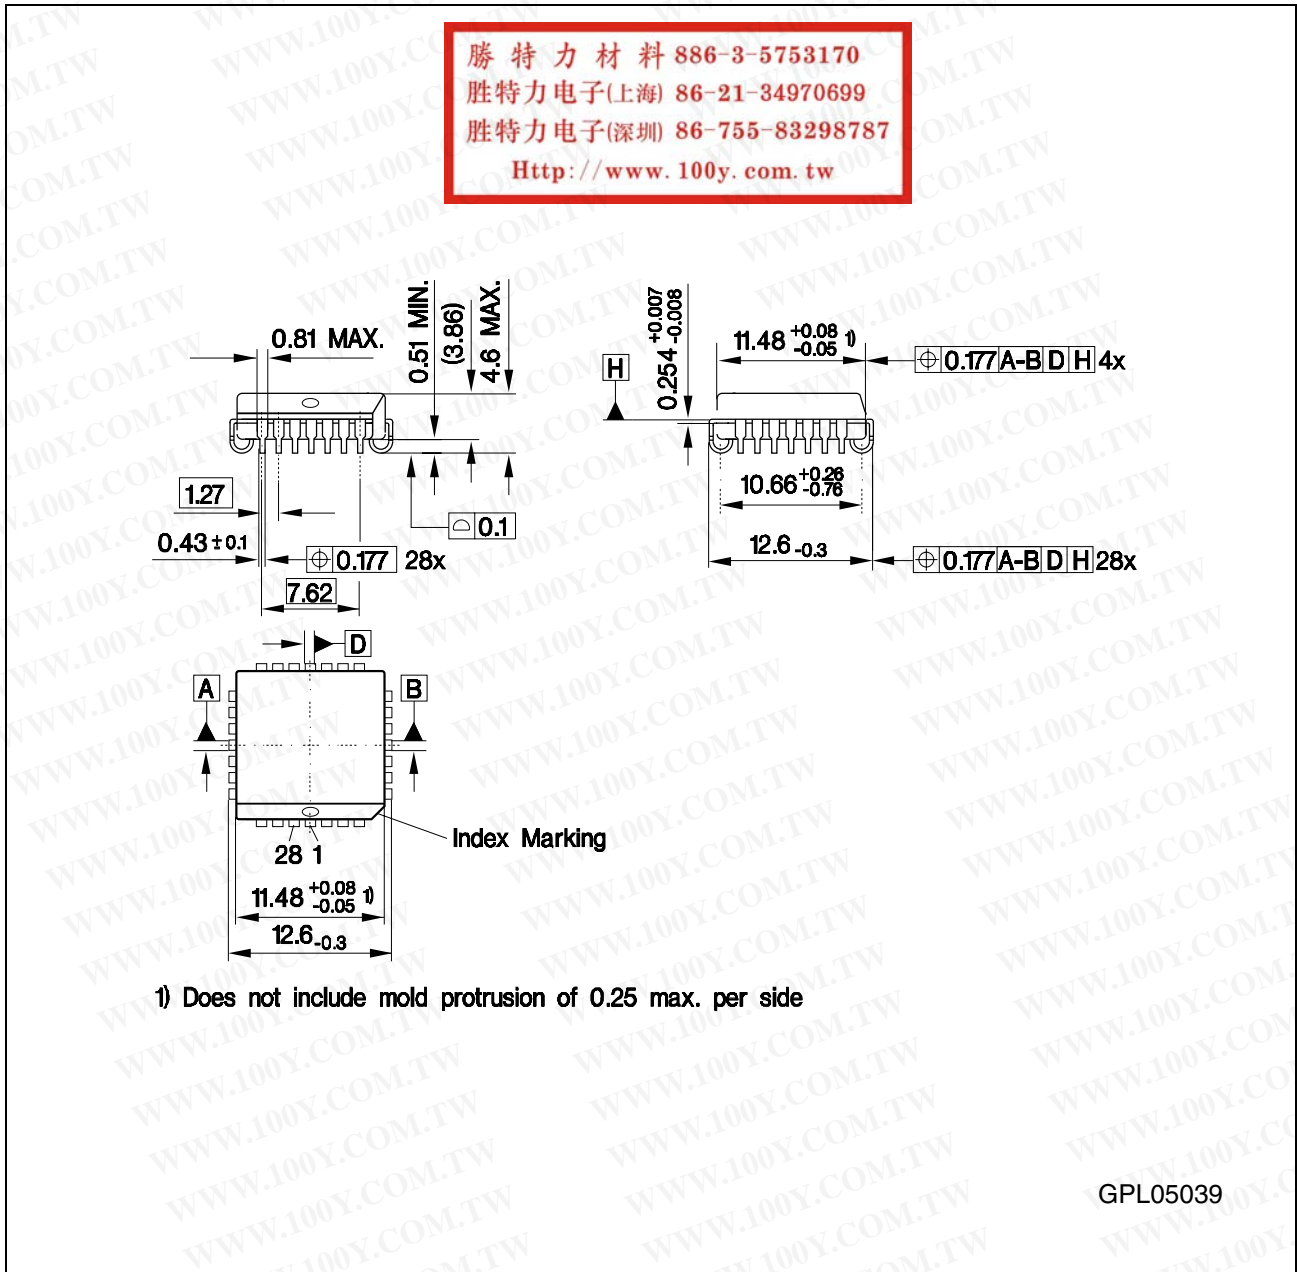 勝特力材料 886-3-5753170
胜特力电子(上海) 86-21-34970699
胜特力电子(深圳) 86-755-83298787
Http://www.100y.com.tw
0.81 MAX.
0.51 MIN.
(3.86)
4.6 MAX.
1.27
0.43 ±0.1
0.177 28x
7.62
0.1
H
0.254 +0.007 -0.008
11.48 +0.08 -0.05 1)
0.177 A-B D H 4x
10.66 +0.26 -0.76
12.6 -0.3
0.177 A-B D H 28x
D
A
B
28 1
Index Marking
11.48 +0.08 -0.05 1)
12.6 -0.3
1) Does not include mold protrusion of 0.25 max. per side
GPL05039
WWW.100Y.COM.TW